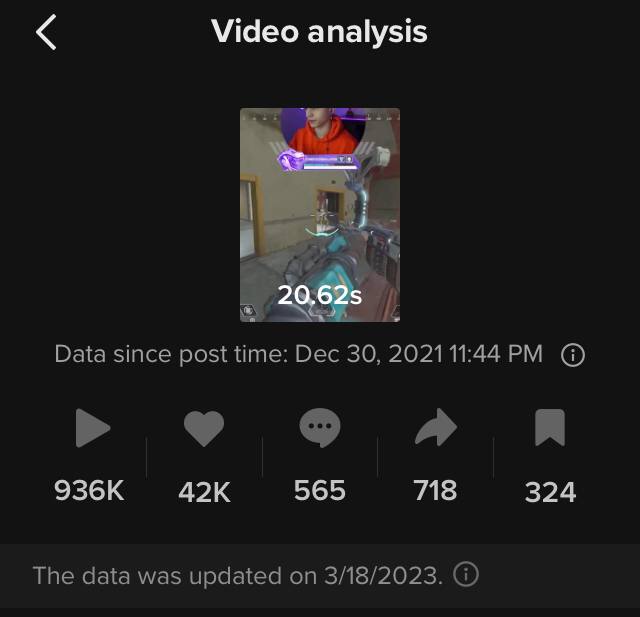 Video analysis
20.62s
Data since post time: Dec 30, 2021 11:44 PM
936K
42K
565
718
324
The data was updated on 3/18/2023.